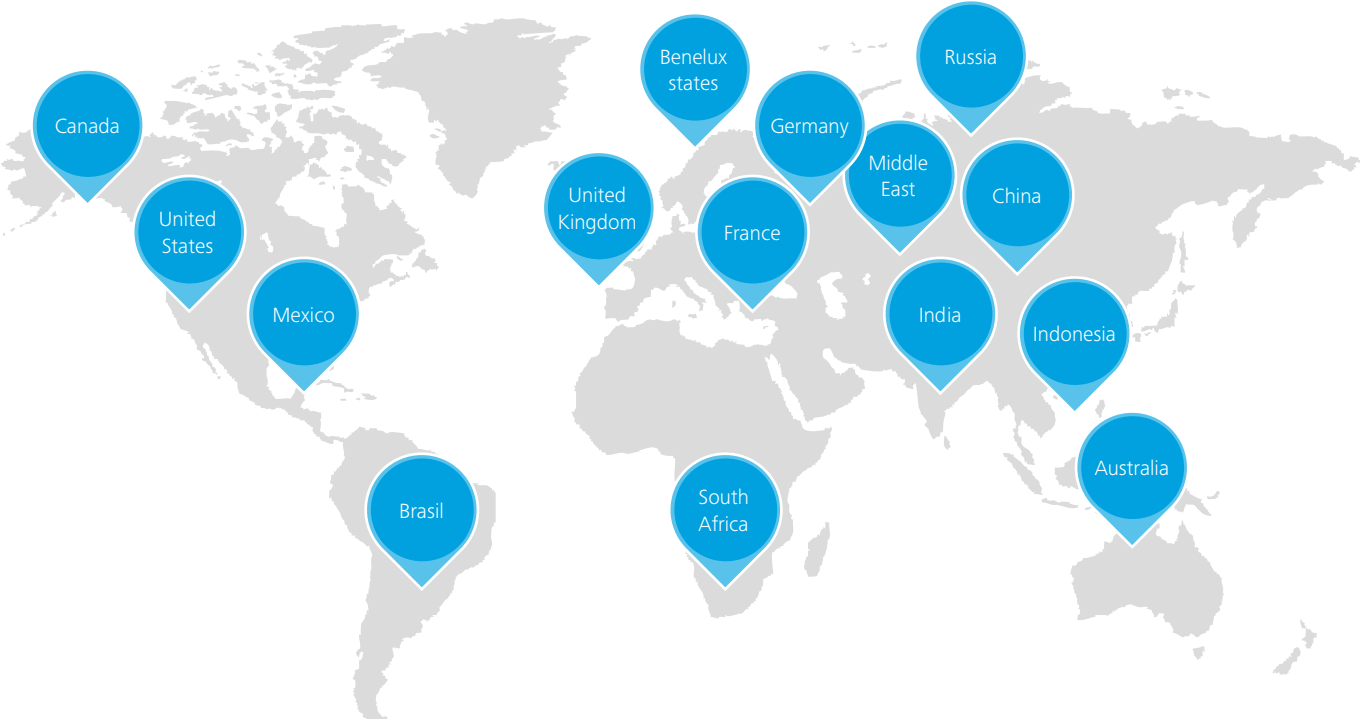 Canada
United
States
Mexico
Brasil
United
Kingdom
Benelux
states
France
Germany
Middle
East
Russia
China
India
Indonesia
South
Africa
Australia